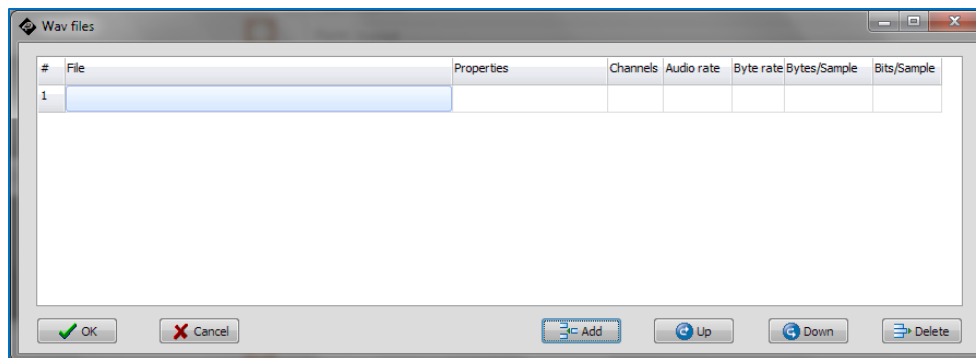 Wav files
# File Properties Channels Audio rate Byte rate Bytes/Sample Bits/Sample
1
OK Cancel Add Up Down Delete